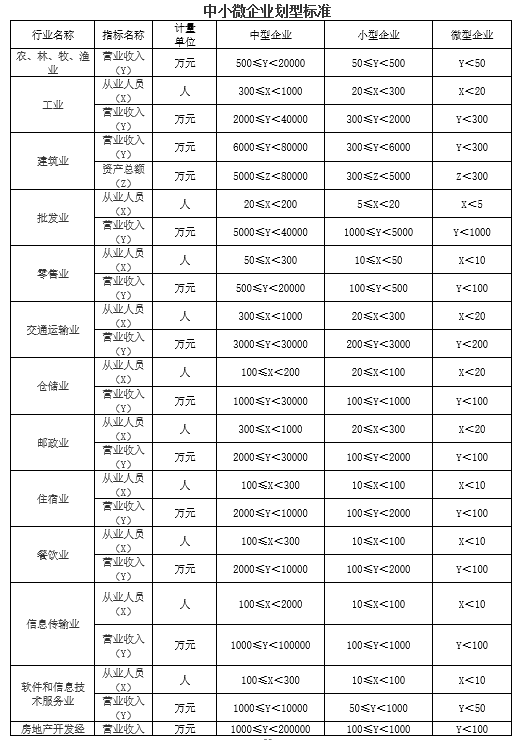 中小微企业划型标准
行业名称 指标名称 计量单位 中型企业 小型企业 微型企业
农、林、牧、渔业 营业收入（Y） 万元 500≤Y＜20000 50≤Y＜500 Y＜50
工业 从业人员（X） 人 300≤X＜1000 20≤X＜300 X＜20
营业收入（Y） 万元 2000≤Y＜40000 300≤Y＜2000 Y＜300
建筑业 营业收入（Y） 万元 6000≤Y＜80000 300≤Y＜6000 Y＜300
资产总额（Z） 万元 5000≤Z＜80000 300≤Z＜5000 Z＜300
批发业 从业人员（X） 人 20≤X＜200 5≤X＜20 X＜5
营业收入（Y） 万元 5000≤Y＜40000 1000≤Y＜5000 Y＜1000
零售业 从业人员（X） 人 50≤X＜300 10≤X＜50 X＜10
营业收入（Y） 万元 500≤Y＜20000 100≤Y＜500 Y＜100
交通运输业 从业人员（X） 人 300≤X＜1000 20≤X＜300 X＜20
营业收入（Y） 万元 3000≤Y＜30000 200≤Y＜3000 Y＜200
仓储业 从业人员（X） 人 100≤X＜200 20≤X＜100 X＜20
营业收入（Y） 万元 1000≤Y＜30000 100≤Y＜1000 Y＜100
邮政业 从业人员（X） 人 300≤X＜1000 20≤X＜300 X＜20
营业收入（Y） 万元 2000≤Y＜30000 100≤Y＜2000 Y＜100
住宿业 从业人员（X） 人 100≤X＜300 10≤X＜100 X＜10
营业收入（Y） 万元 2000≤Y＜10000 100≤Y＜2000 Y＜100
餐饮业 从业人员（X） 人 100≤X＜300 10≤X＜100 X＜10
营业收入（Y） 万元 2000≤Y＜10000 100≤Y＜2000 Y＜100
信息传输业 从业人员（X） 人 100≤X＜2000 10≤X＜100 X＜10
营业收入（Y） 万元 1000≤Y＜100000 100≤Y＜1000 Y＜100
软件和信息技术服务业 从业人员（X） 人 100≤X＜300 10≤X＜100 X＜10
营业收入（Y） 万元 1000≤Y＜10000 50≤Y＜1000 Y＜50
房地产开发经 营业收入 万元 1000≤Y＜200000 100≤Y＜1000 Y＜100